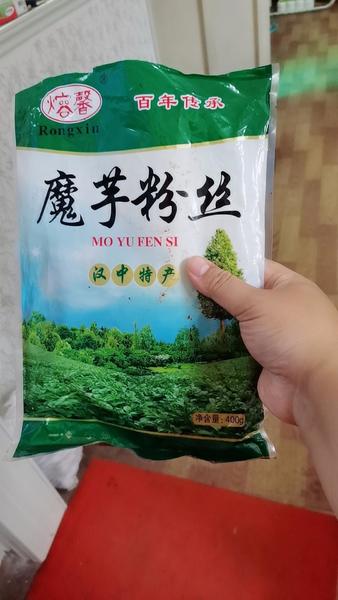 熔馨
®
Rongxin
百年传承
魔芋粉丝
MO YU FEN SI
汉中特产
净含量：400g